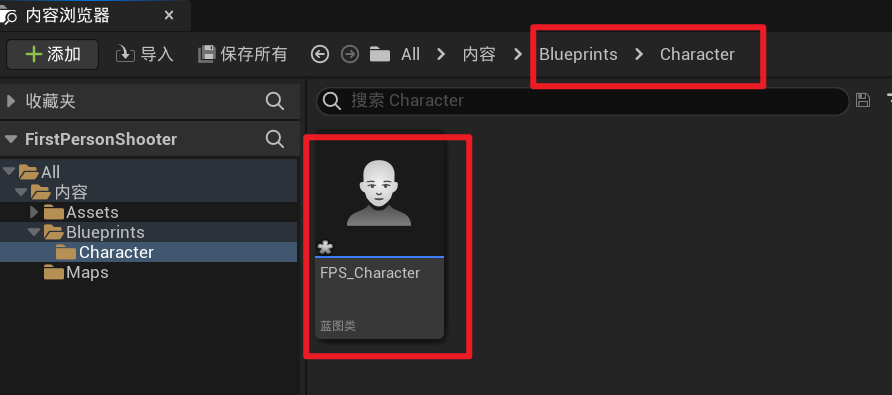 内容浏览器
添加 导入 保存所有 All 内容 Blueprints Character
收藏夹
搜索 Character
FirstPersonShooter
All
内容
Assets
Blueprints
Character
Maps
FPS_Character
蓝图类